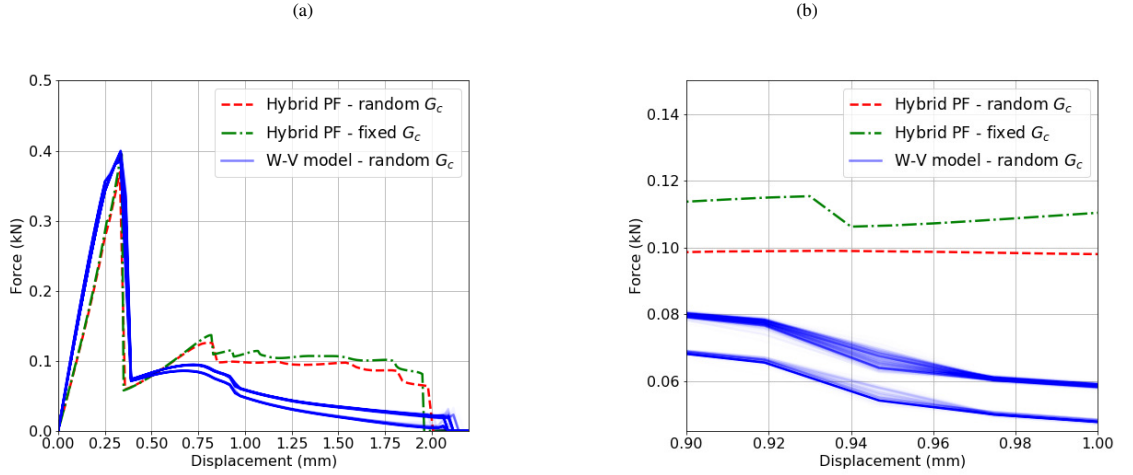 (a)
(b)
Hybrid PF - random G_c
Hybrid PF - fixed G_c
W-V model - random G_c
Force (kN)
0.5
0.4
0.3
0.2
0.1
0.0
0.00 0.25 0.50 0.75 1.00 1.25 1.50 1.75 2.00
Displacement (mm)
Hybrid PF - random G_c
Hybrid PF - fixed G_c
W-V model - random G_c
Force (kN)
0.14
0.12
0.10
0.08
0.06
0.90 0.92 0.94 0.96 0.98 1.00
Displacement (mm)